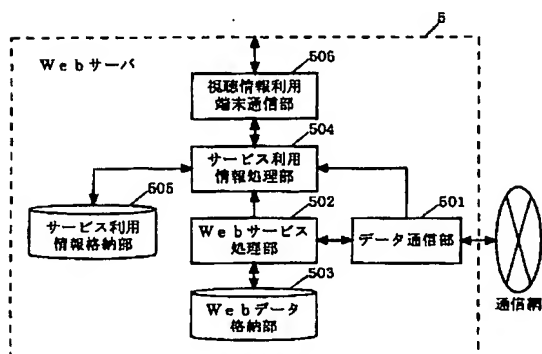 5
Webサーバ
506
視聴情報利用
端末通信部
504
サービス利用
情報処理部
505
サービス利用
情報格納部
502
Webサービス
処理部
501
データ通信部
通信網
503
Webデータ
格納部